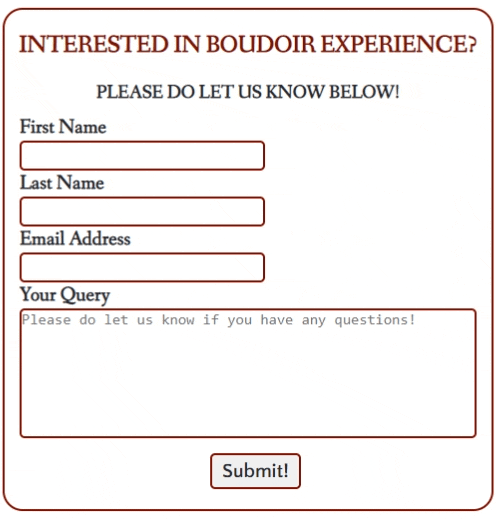 INTERESTED IN BOUDOIR EXPERIENCE?
PLEASE DO LET US KNOW BELOW!
First Name
Last Name
Email Address
Your Query
Please do let us know if you have any questions!
Submit!